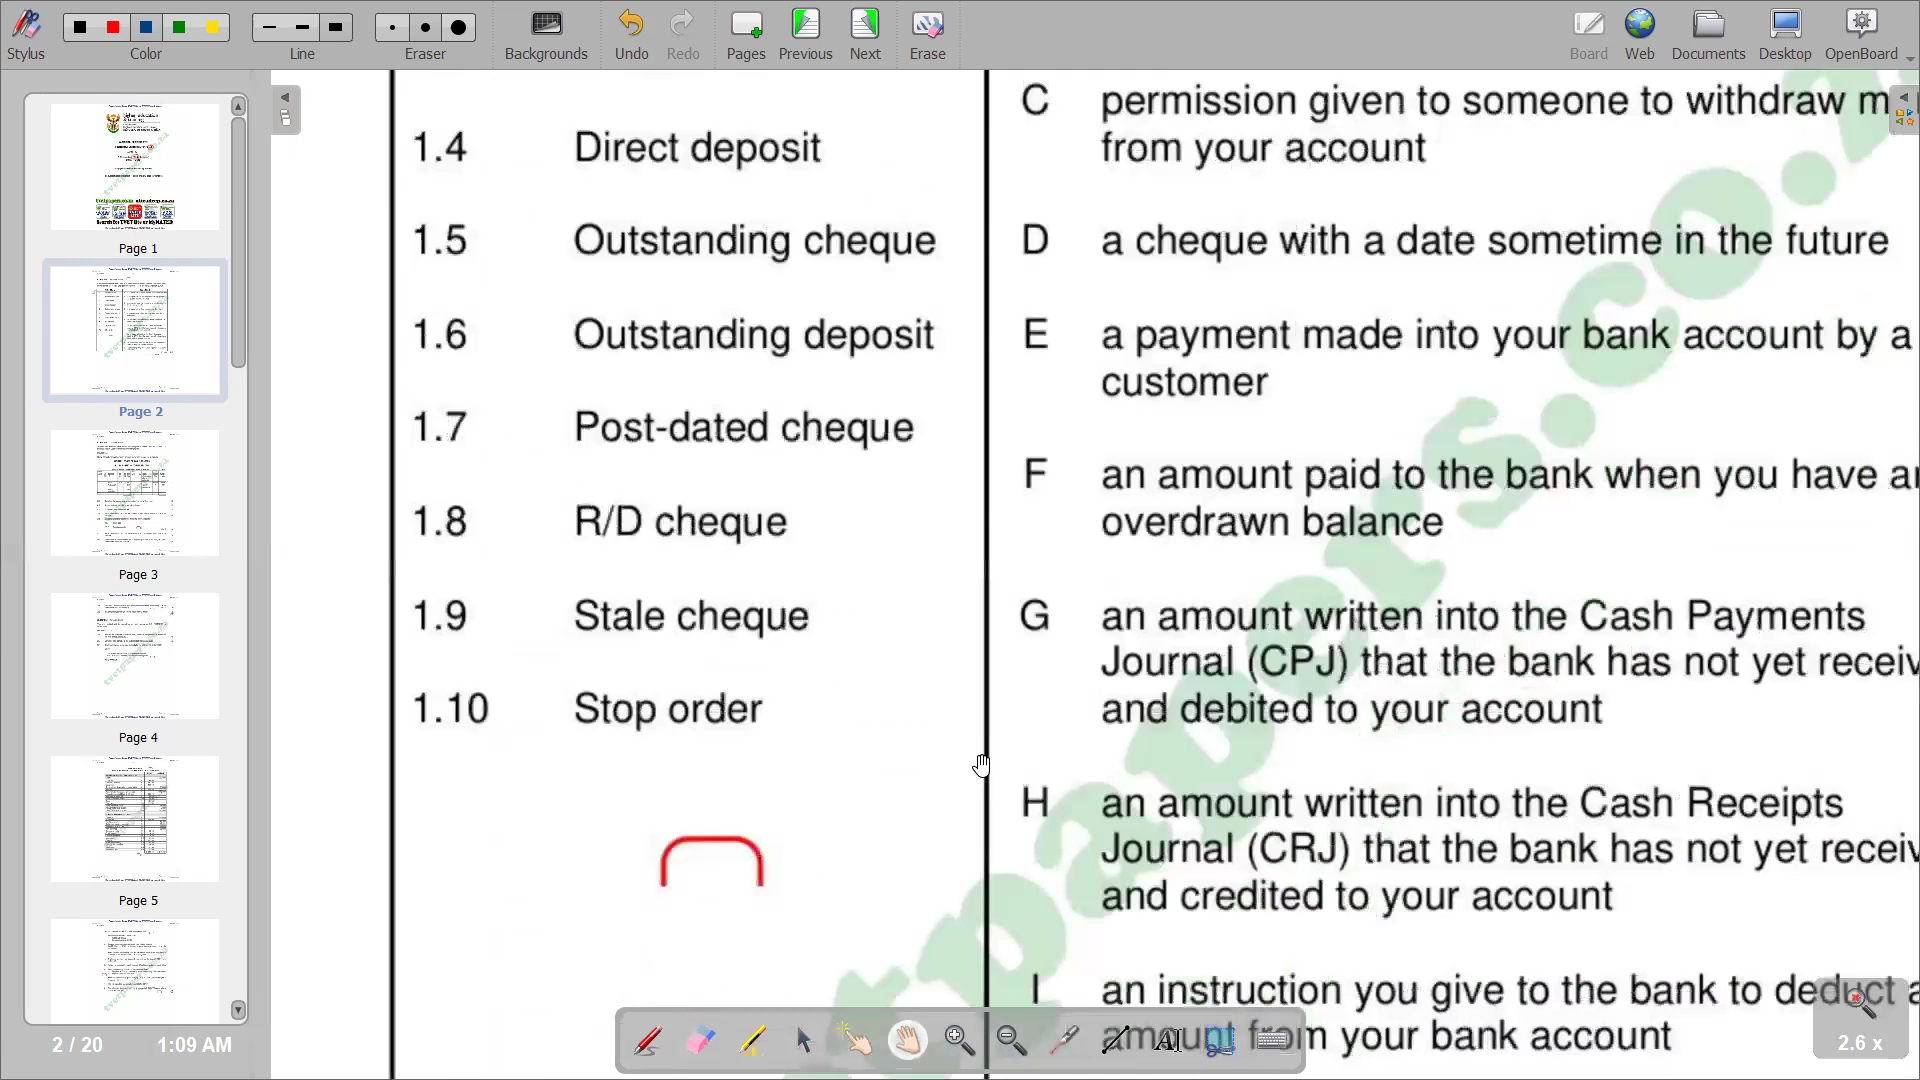 Stylus
Color
Line
Eraser
Backgrounds
Undo
Redo
Pages
Previous
Next
Erase
Board
Web
Documents
Desktop
OpenBoard
Page 1
Page 2
Page 3
Page 4
Page 5
2 / 20
1:09 AM
1.4 Direct deposit
1.5 Outstanding cheque
1.6 Outstanding deposit
1.7 Post-dated cheque
1.8 R/D cheque
1.9 Stale cheque
1.10 Stop order
C permission given to someone to withdraw m
from your account
D a cheque with a date sometime in the future
E a payment made into your bank account by a
customer
F an amount paid to the bank when you have
overdrawn balance
G an amount written into the Cash Payments
Journal (CPJ) that the bank has not yet receiv
and debited to your account
H an amount written into the Cash Receipts
Journal (CRJ) that the bank has not yet receiv
and credited to your account
I an instruction you give to the bank to deduct
amount from your bank account
2.6 x